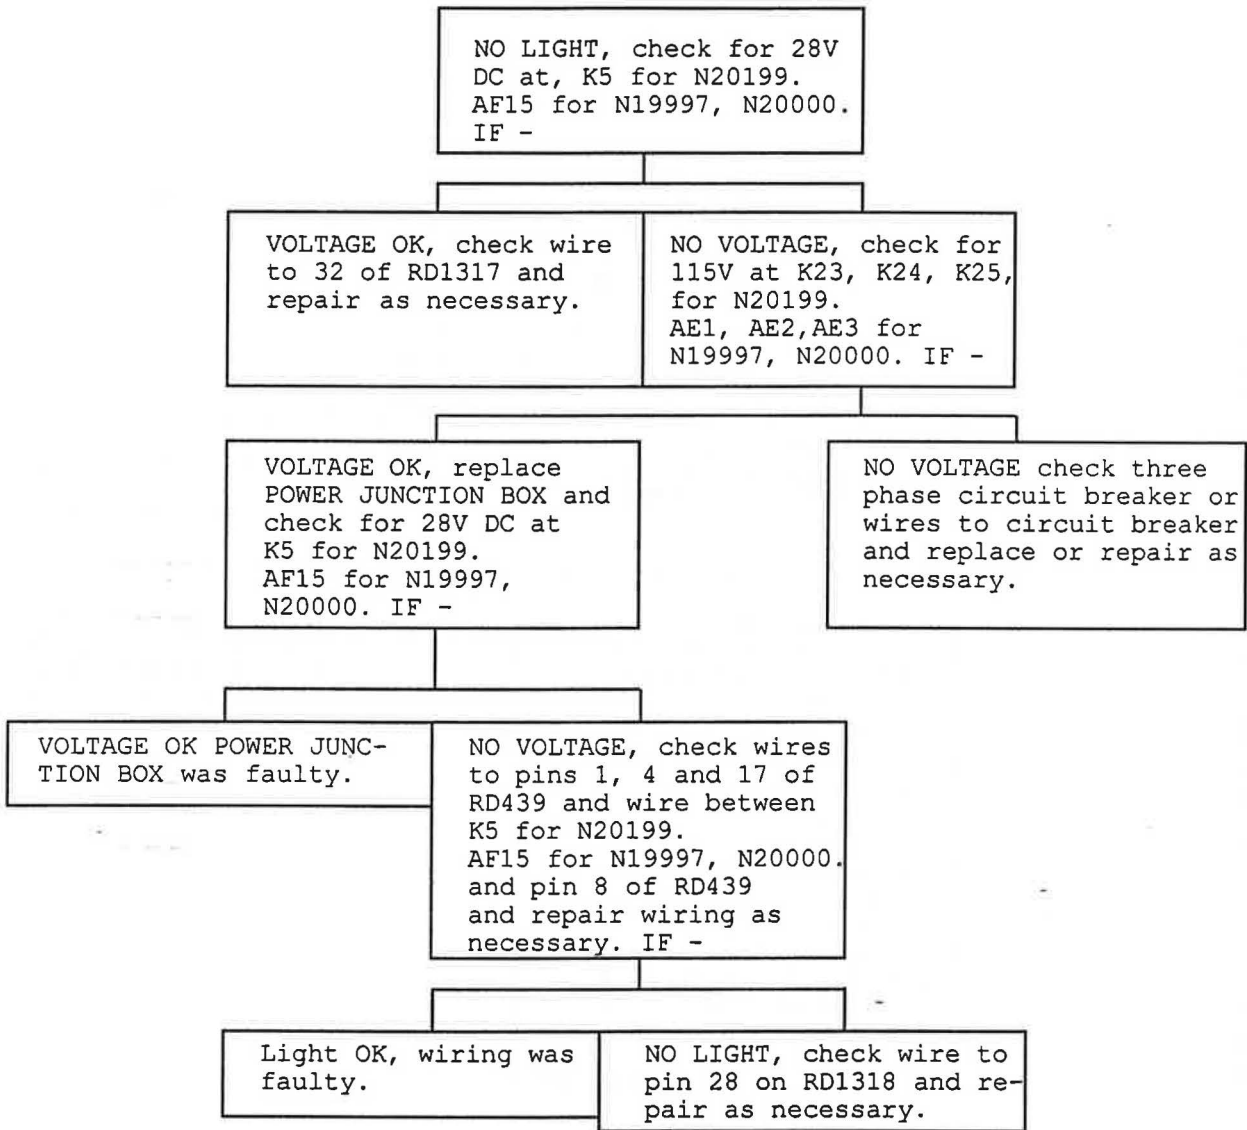 NO LIGHT, check for 28V
DC at, K5 for N20199.
AF15 for N19997, N20000.
IF -
VOLTAGE OK, check wire
to 32 of RD1317 and
repair as necessary.
NO VOLTAGE, check for
115V at K23, K24, K25,
for N20199.
AE1, AE2,AE3 for
N19997, N20000. IF -
VOLTAGE OK, replace
POWER JUNCTION BOX and
check for 28V DC at
K5 for N20199.
AF15 for N19997,
N20000. IF -
NO VOLTAGE check three
phase circuit breaker or
wires to circuit breaker
and replace or repair as
necessary.
VOLTAGE OK POWER JUNC-
TION BOX was faulty.
NO VOLTAGE, check wires
to pins 1, 4 and 17 of
RD439 and wire between
K5 for N20199.
AF15 for N19997, N20000.
and pin 8 of RD439
and repair wiring as
necessary. IF -
Light OK, wiring was
faulty.
NO LIGHT, check wire to
pin 28 on RD1318 and re-
pair as necessary.